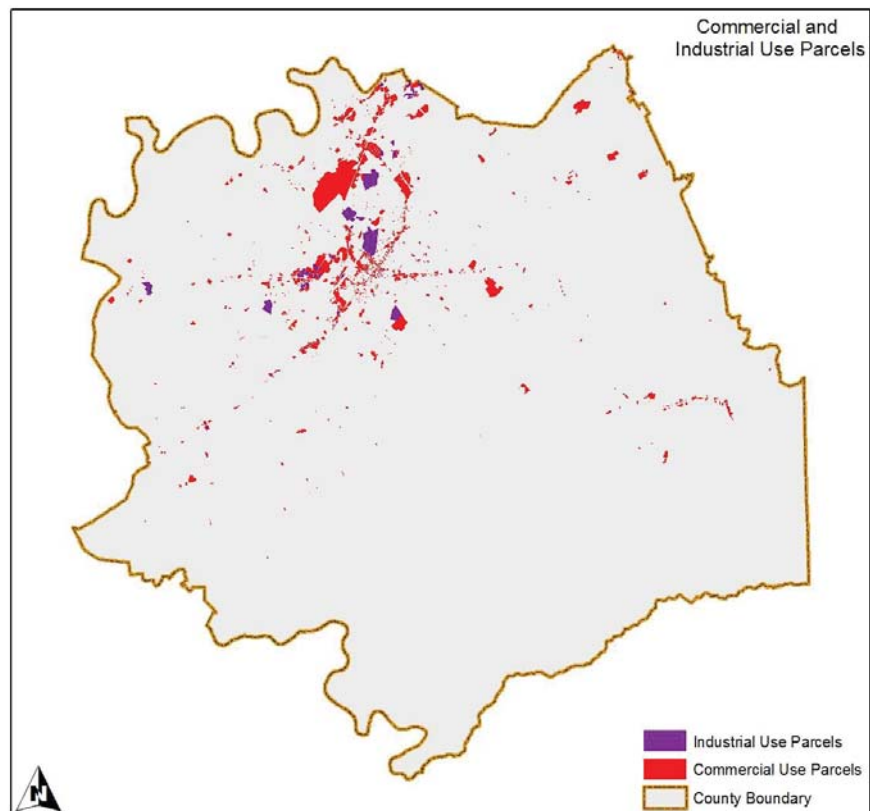 Commercial and
Industrial Use Parcels
Industrial Use Parcels
Commercial Use Parcels
County Boundary
N